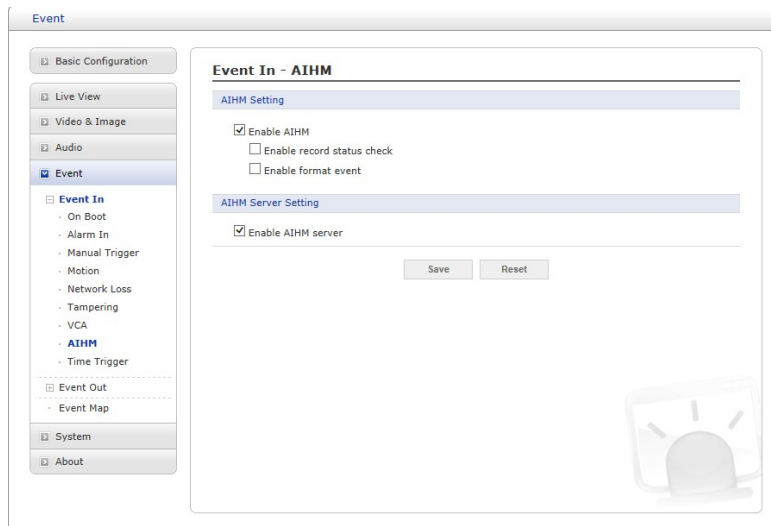 Event
Basic Configuration
Live View
Video & Image
Audio
Event
Event In
On Boot
Alarm In
Manual Trigger
Motion
Network Loss
Tampering
VCA
AIHM
Time Trigger
Event Out
Event Map
System
About
Event In - AIHM
AIHM Setting
Enable AIHM
Enable record status check
Enable format event
AIHM Server Setting
Enable AIHM server
Save Reset